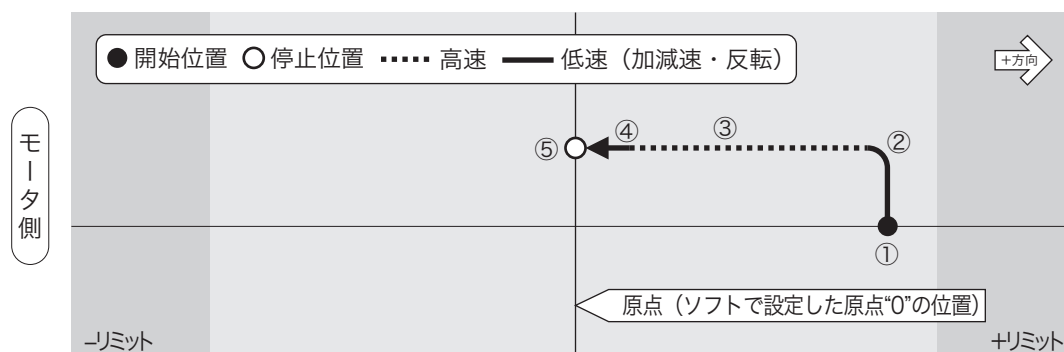 ●開始位置 ○停止位置 ┅┅ 高速 ━━ 低速（加減速・反転）
+方向
モータ側
⑤ ④ ③ ②
①
原点（ソフトで設定した原点“0”の位置）
−リミット
+リミット